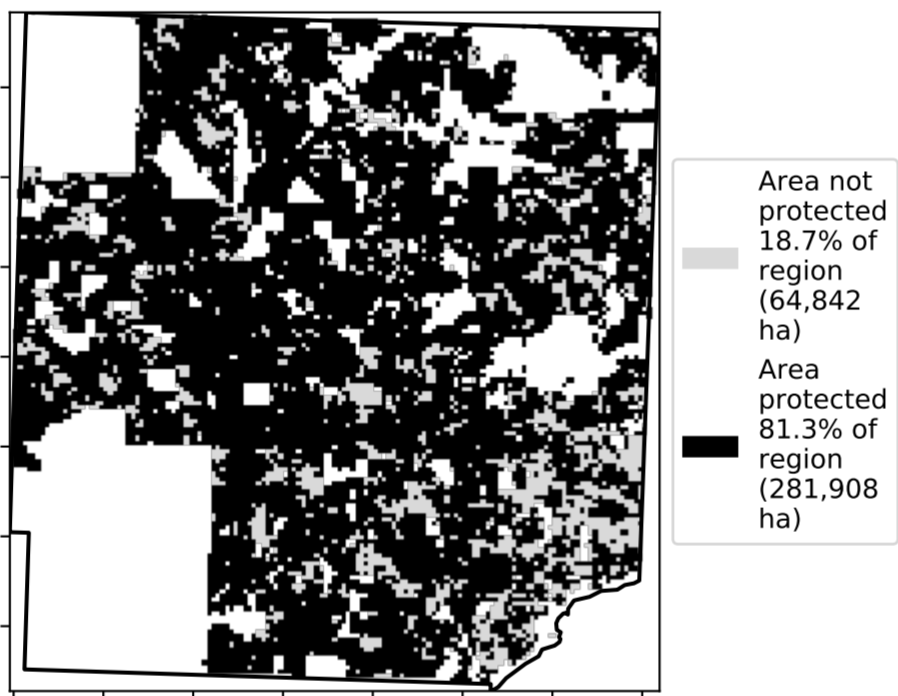 Area not
protected
18.7% of
region
(64,842
ha)
Area
protected
81.3% of
region
(281,908
ha)